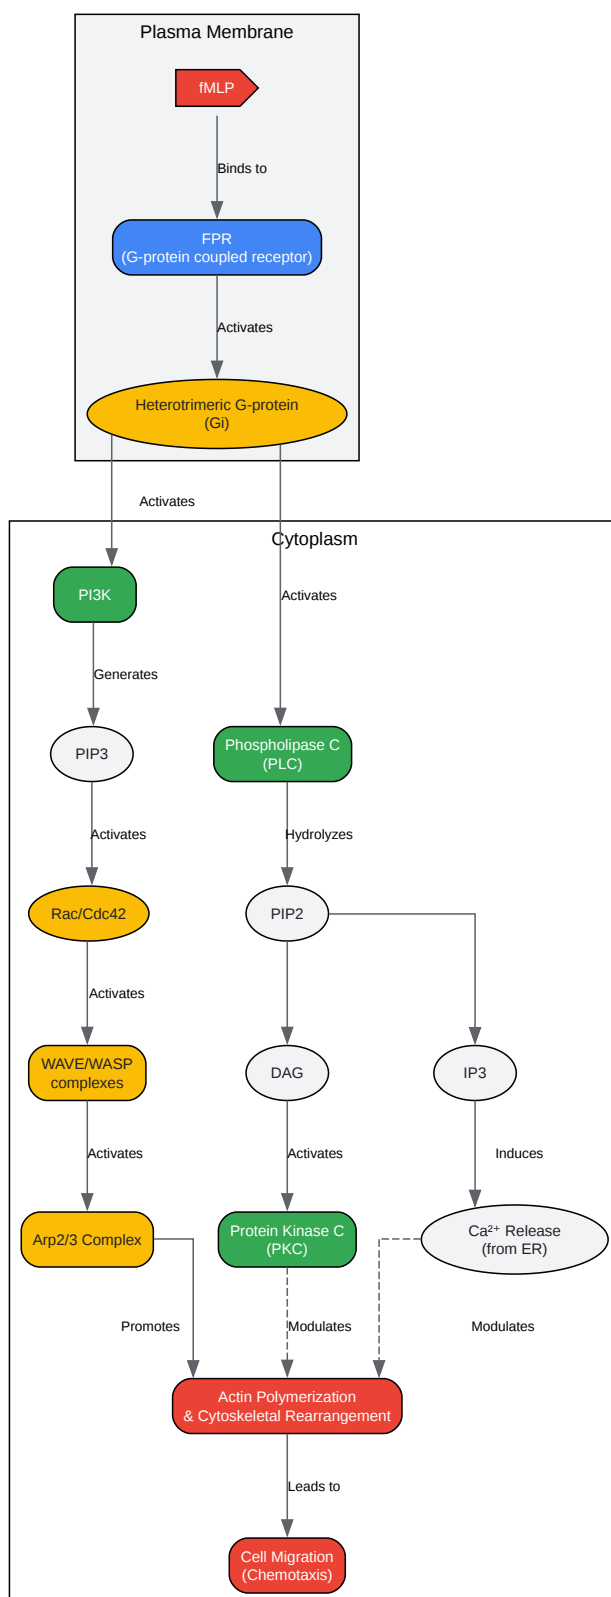 Plasma Membrane
fMLP
Binds to
FPR
(G-protein coupled receptor)
Activates
Heterotrimeric G-protein
(Gi)
Activates
Cytoplasm
PI3K
Activates
Generates
PIP3
Phospholipase C
(PLC)
Activates
Hydrolyzes
Rac/Cdc42
PIP2
Activates
WAVE/WASP
complexes
DAG
IP3
Activates
Activates
Induces
Arp2/3 Complex
Protein Kinase C
(PKC)
Ca²⁺ Release
(from ER)
Promotes
Modulates
Modulates
Actin Polymerization
& Cytoskeletal Rearrangement
Leads to
Cell Migration
(Chemotaxis)